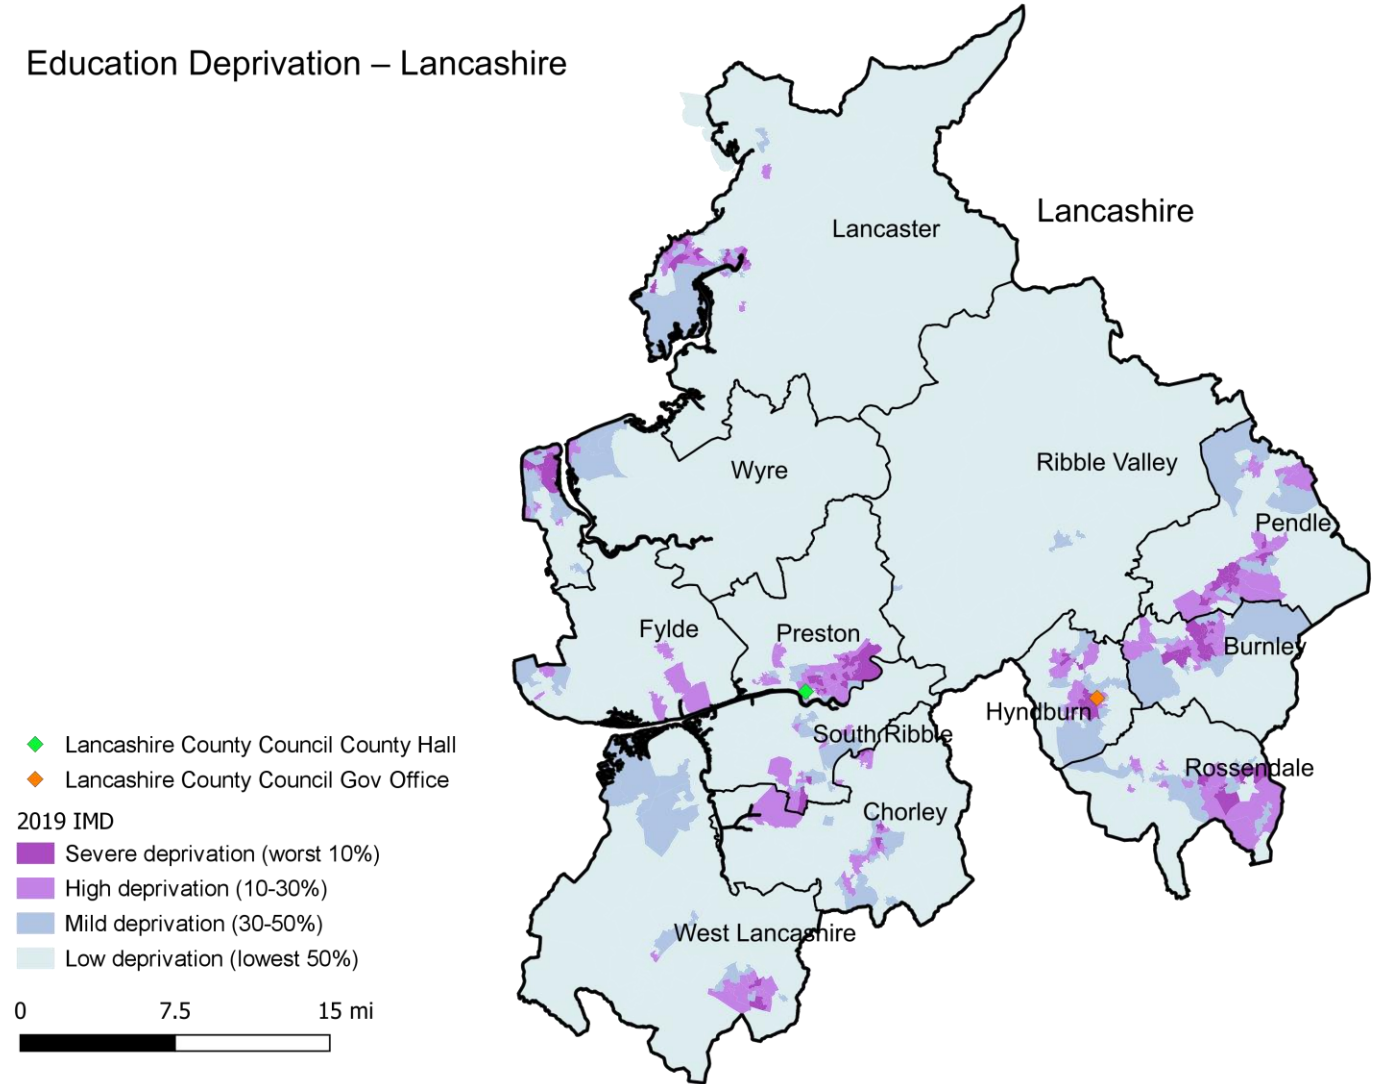 Education Deprivation – Lancashire
Lancashire
Lancaster
Wyre
Ribble Valley
Pendle
Fylde
Preston
Burnley
Hyndburn
South Ribble
Rossendale
Chorley
West Lancashire
Lancashire County Council County Hall
Lancashire County Council Gov Office
2019 IMD
Severe deprivation (worst 10%)
High deprivation (10-30%)
Mild deprivation (30-50%)
Low deprivation (lowest 50%)
0 7.5 15 mi